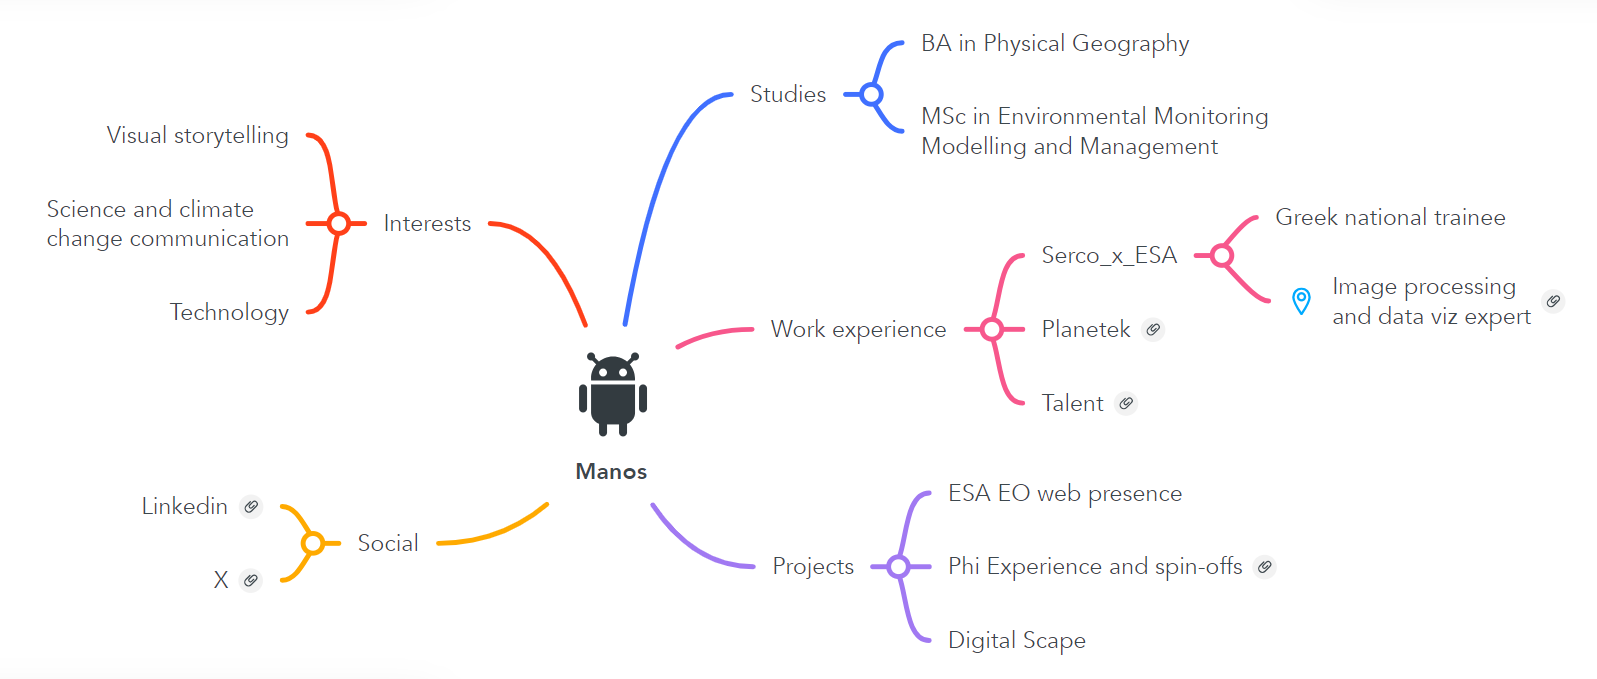 BA in Physical Geography
Studies
MSc in Environmental Monitoring
Modelling and Management
Visual storytelling
Science and climate
change communication
Interests
Technology
Greek national trainee
Serco_x_ESA
Image processing
and data viz expert
Work experience
Planetek
Talent
Manos
Linkedin
Social
X
ESA EO web presence
Projects
Phi Experience and spin-offs
Digital Scape